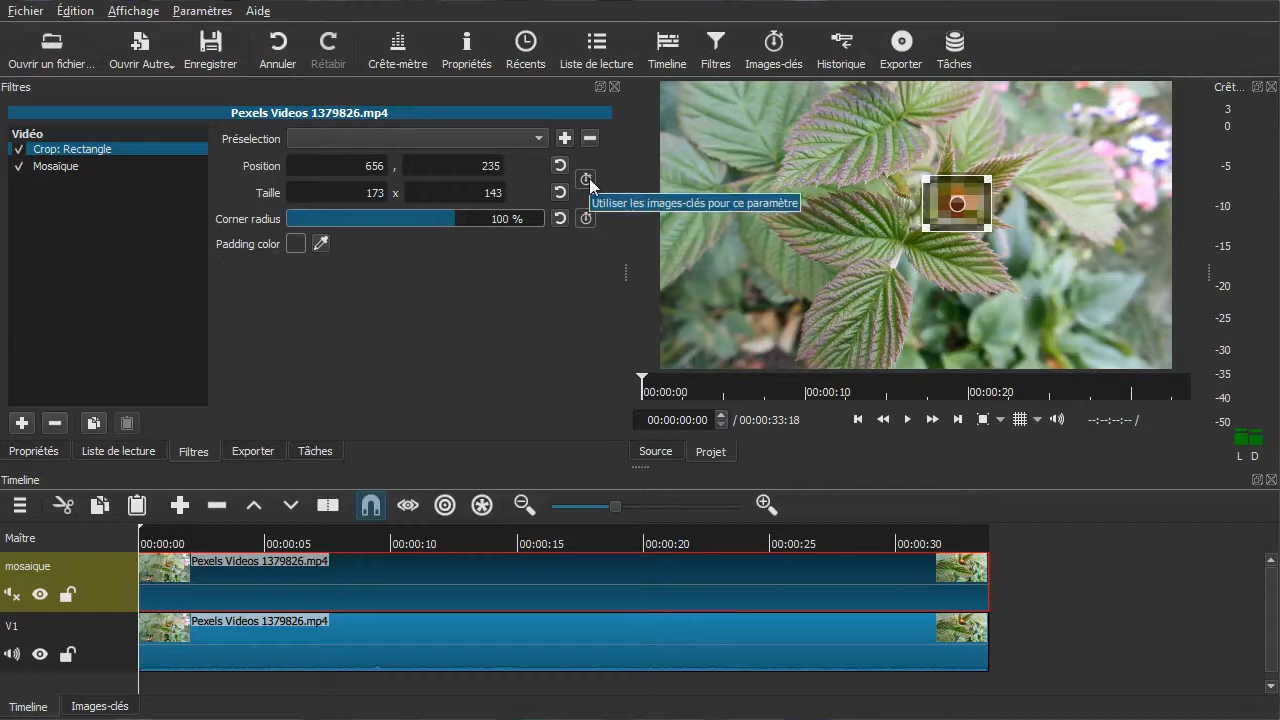 Fichier Édition Affichage Paramètres Aide
Ouvrir un fichier... Ouvrir Autre Enregistrer Annuler Rétabir Crête-mètre Propriétés Récents Liste de lecture Timeline Filtres Images-clés Historique Exporter Tâches
Filtres
Pexels Videos 1379826.mp4
Vidéo
Crop: Rectangle
Mosaïque
Préselection
Position 656 , 235
Taille 173 x 143
Utiliser les images-clés pour ce paramètre
Corner radius 100 %
Padding color
Crêt...
3
0
-5
-10
-15
-20
-25
-30
-35
-40
-50
L D
00:00:00 00:00:10 00:00:20
00:00:00:00 / 00:00:33:18 --:--:--:-- /
Propriétés Liste de lecture Filtres Exporter Tâches
Source Projet
Timeline
Maître
00:00:00 00:00:05 00:00:10 00:00:15 00:00:20 00:00:25 00:00:30
mosaique
Pexels Videos 1379826.mp4
V1
Pexels Videos 1379826.mp4
Timeline Images-clés